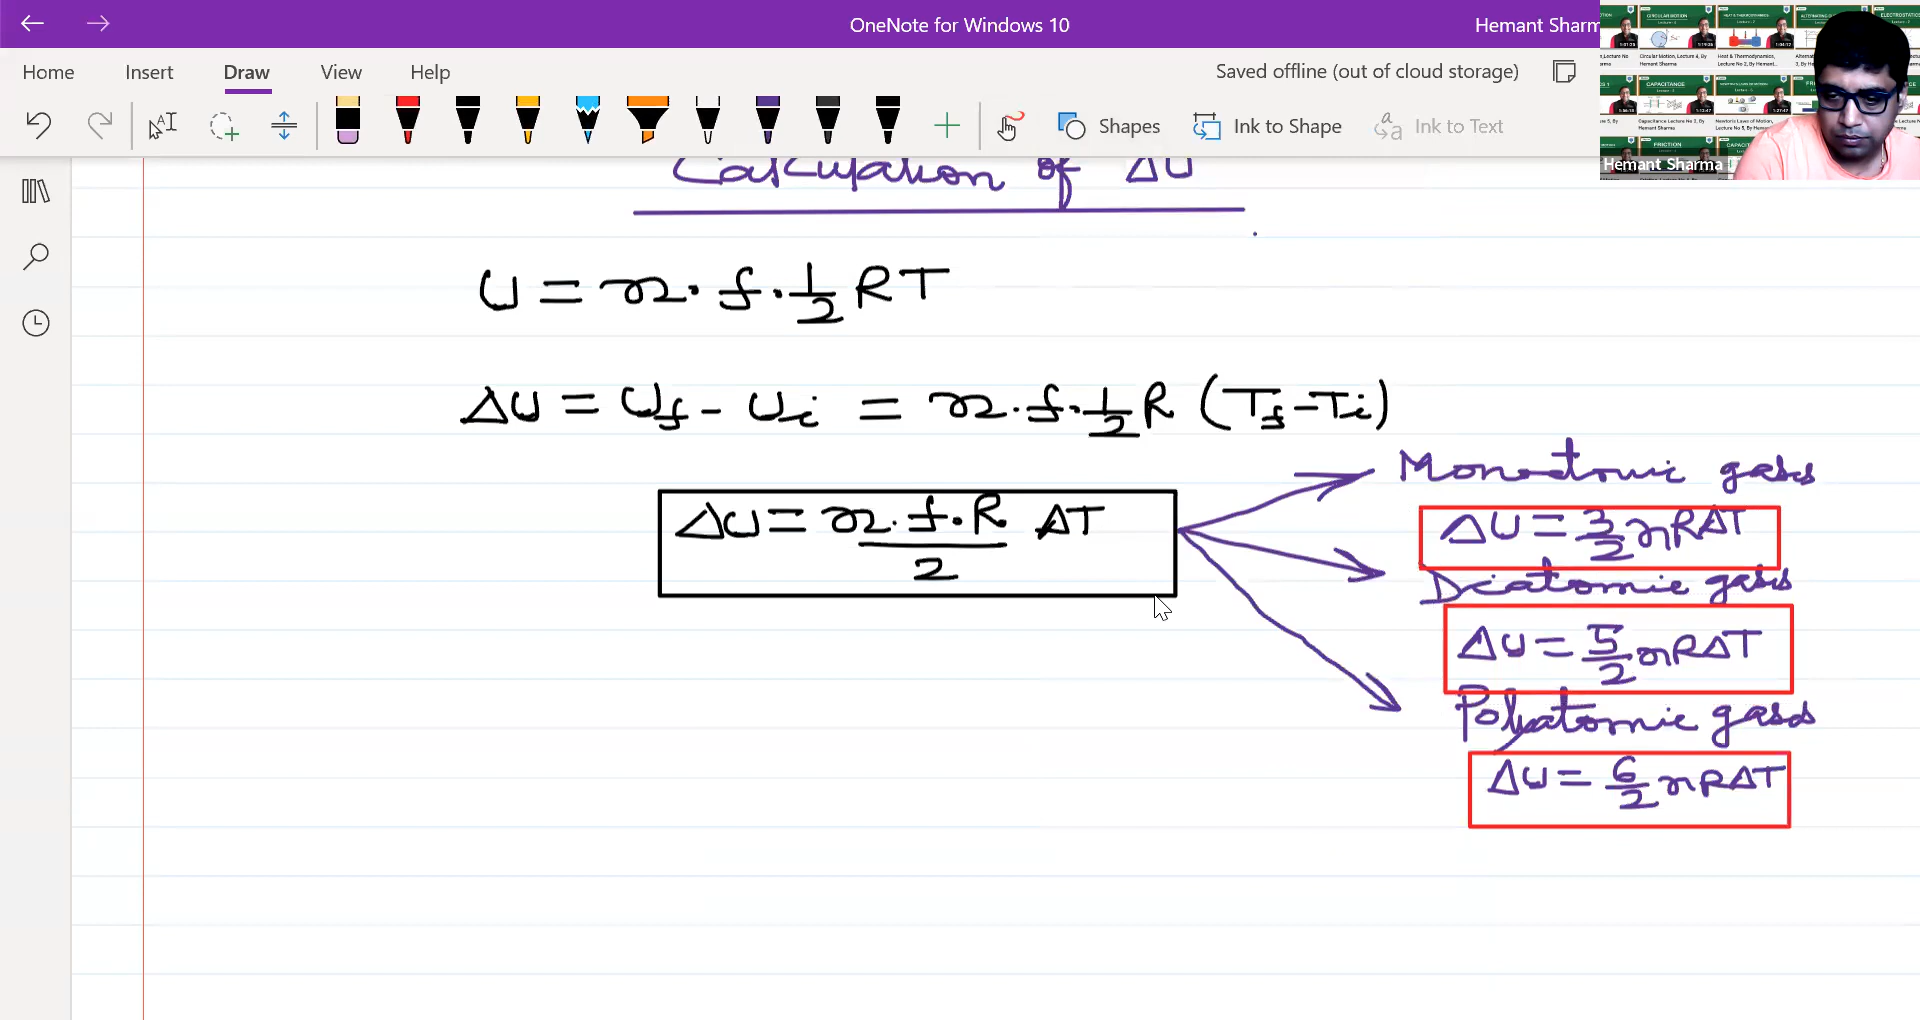 OneNote for Windows 10
Hemant Sharm
Home Insert Draw View Help
Saved offline (out of cloud storage)
Shapes Ink to Shape Ink to Text
Hemant Sharma
Calculation of ΔU
U = n · f · 1/2 RT
ΔU = Uf - Ui = n · f · 1/2 R (Tf - Ti)
ΔU = n · f · R / 2 ΔT
Monoatomic gases
ΔU = 3/2 nRΔT
Diatomic gases
ΔU = 5/2 nRΔT
Polyatomic gases
ΔU = 6/2 nRΔT